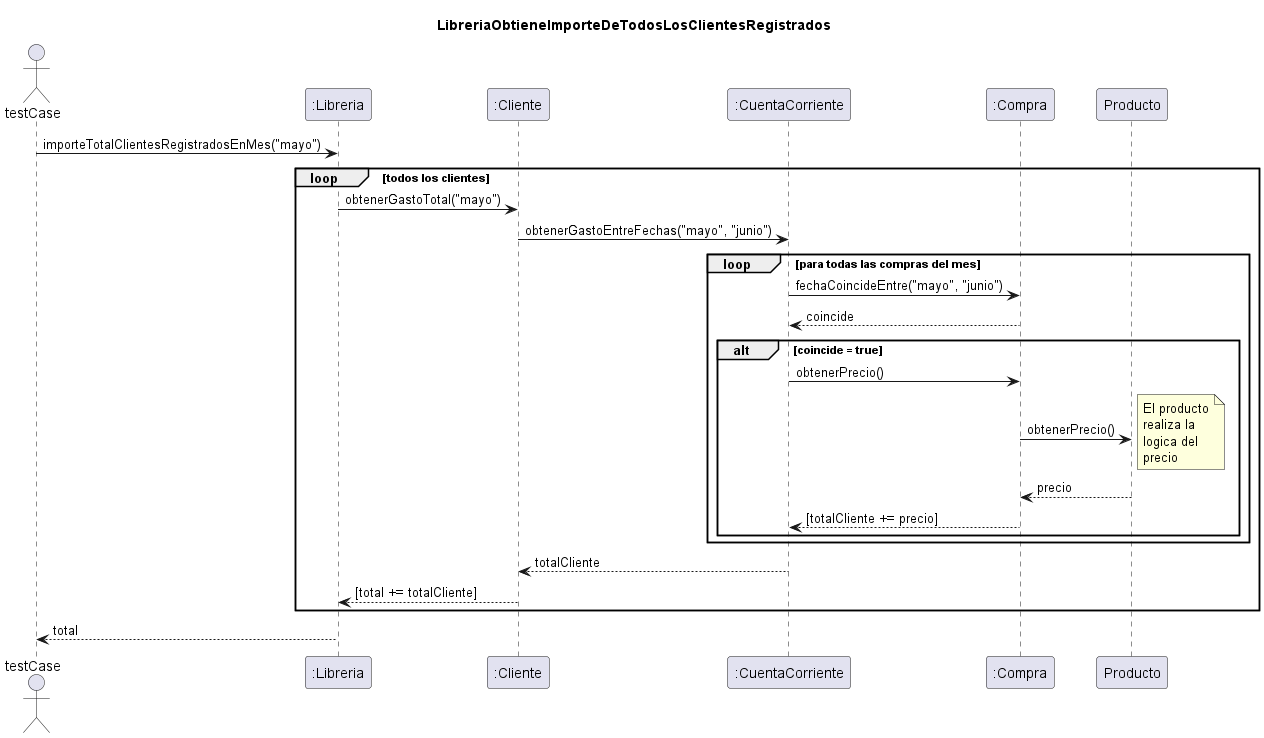 LibreriaObtieneImporteDeTodosLosClientesRegistrados
testCase
:Libreria
:Cliente
:CuentaCorriente
:Compra
Producto
importeTotalClientesRegistradosEnMes("mayo")
loop
[todos los clientes]
obtenerGastoTotal("mayo")
obtenerGastoEntreFechas("mayo", "junio")
loop
[para todas las compras del mes]
fechaCoincideEntre("mayo", "junio")
coincide
alt
[coincide = true]
obtenerPrecio()
El producto
realiza la
logica del
precio
obtenerPrecio()
precio
[totalCliente += precio]
totalCliente
[total += totalCliente]
total
testCase
:Libreria
:Cliente
:CuentaCorriente
:Compra
Producto